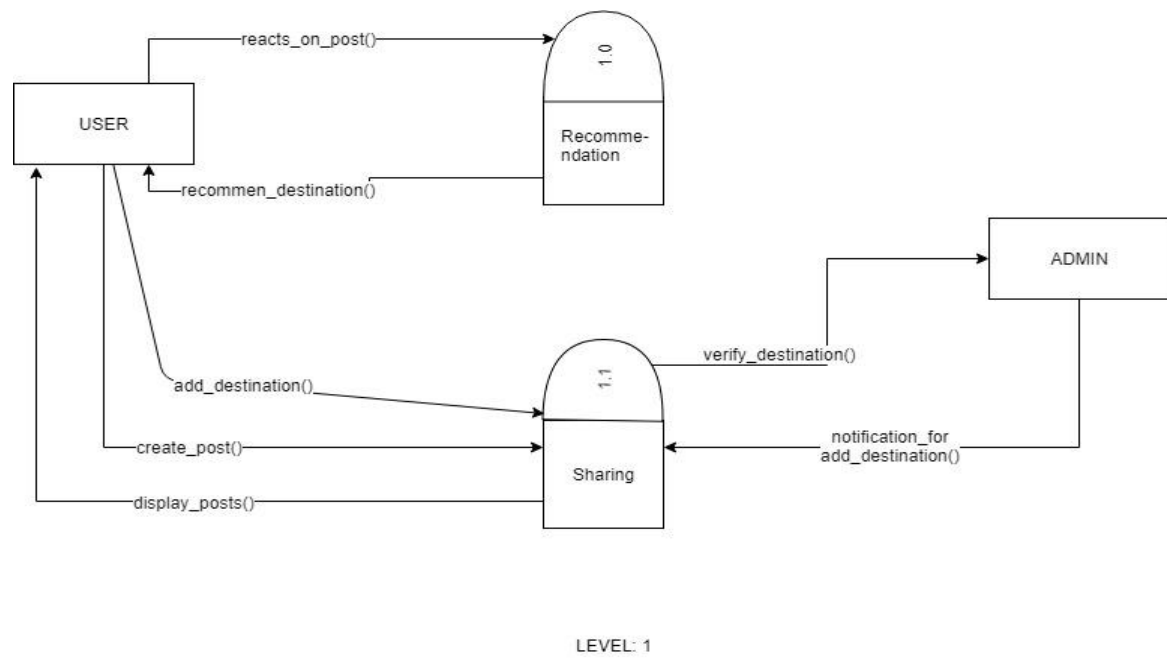 reacts_on_post()
1.0
USER
Recomme-
ndation
recommen_destination()
ADMIN
verify_destination()
1.1
add_destination()
notification_for
add_destination()
create_post()
Sharing
display_posts()
LEVEL: 1